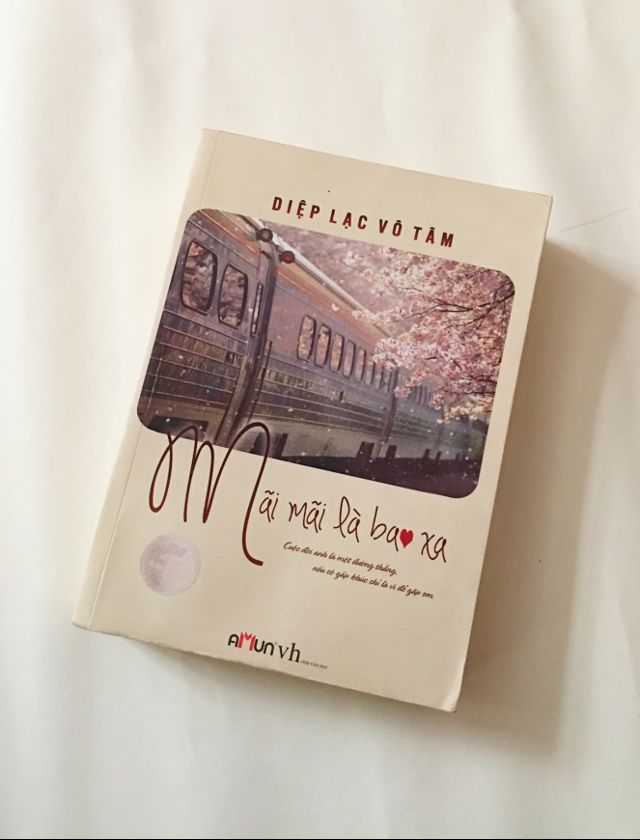 DIỆP LẠC VÔ TÂM
Mãi mãi là bao xa
Cuộc đời anh là một đường thẳng,
nếu có gấp khúc chỉ là vì để gặp em.
AMUN vh